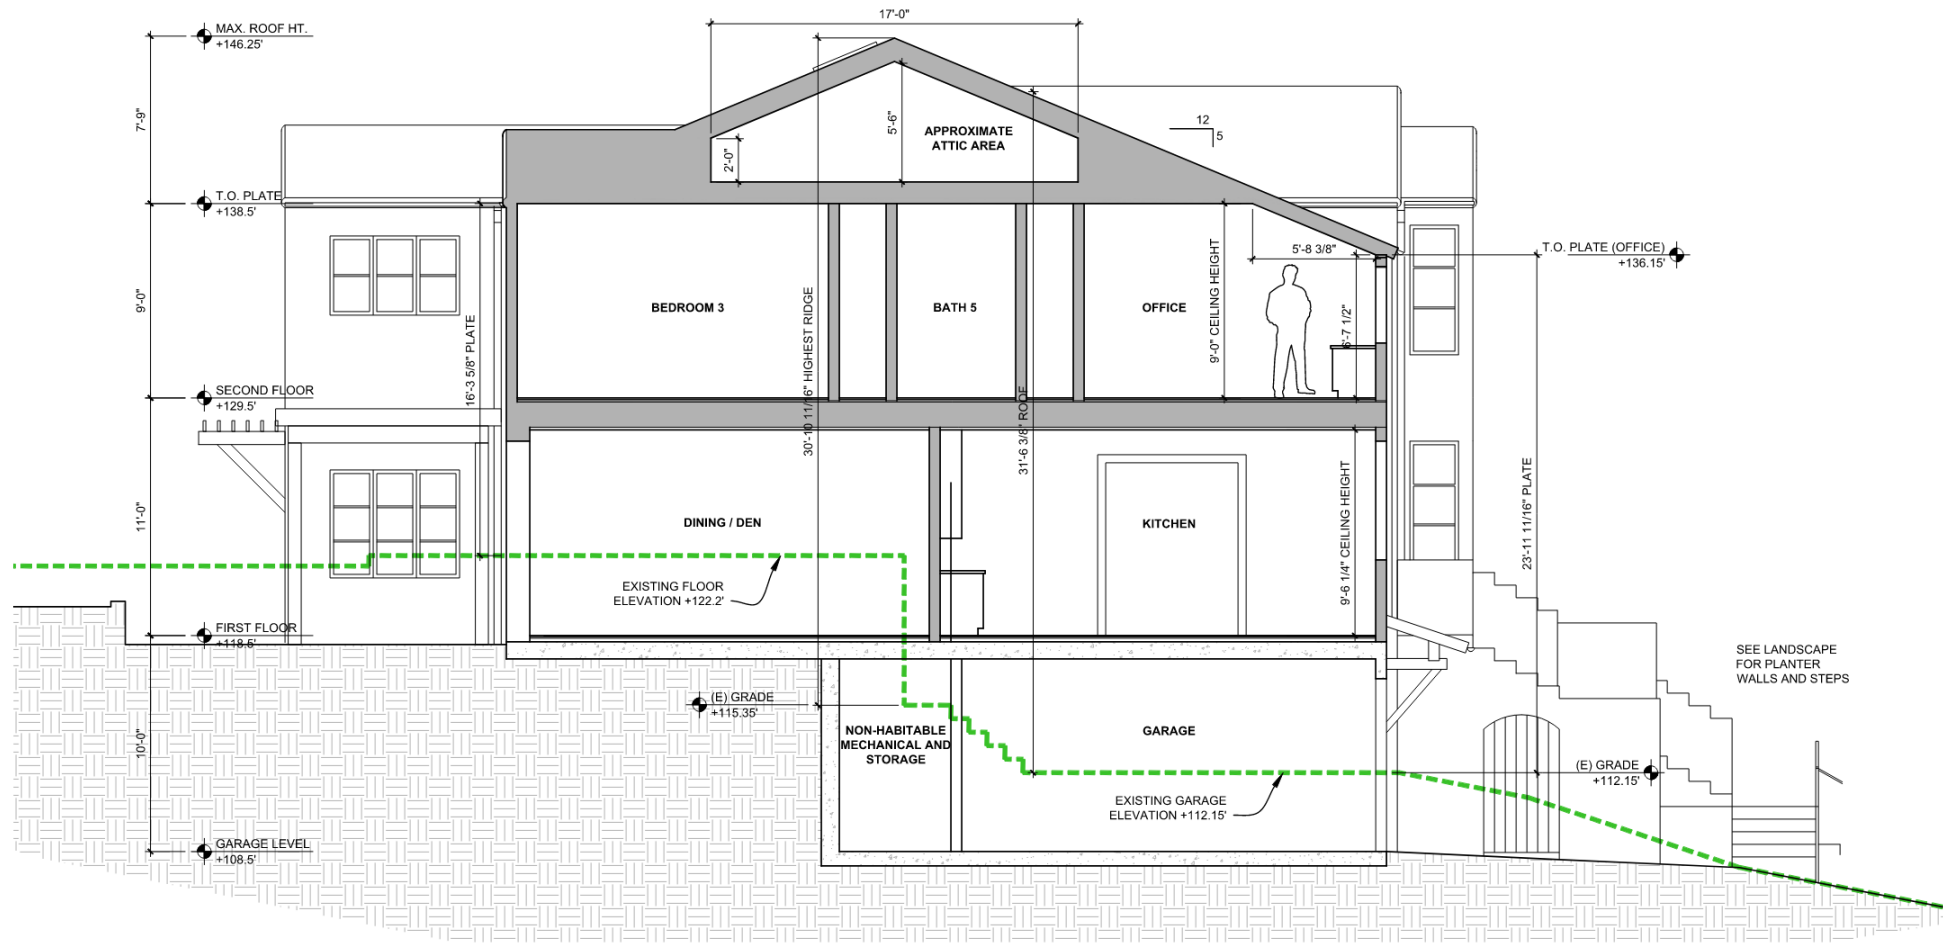 17'-0"
MAX. ROOF HT.
+146.25'
7'-9"
5'-6"
2'-0"
APPROXIMATE
ATTIC AREA
12
5
T.O. PLATE
+138.5'
T.O. PLATE (OFFICE)
+136.15'
5'-8 3/8"
9'-0"
16'-3 5/8" PLATE
BEDROOM 3
30'-10 11/16" HIGHEST RIDGE
BATH 5
OFFICE
9'-0" CEILING HEIGHT
6'-7 1/2"
SECOND FLOOR
+129.5'
31'-6 3/8" ROOF
11'-0"
DINING / DEN
KITCHEN
9'-6 1/4" CEILING HEIGHT
23'-11 11/16" PLATE
EXISTING FLOOR
ELEVATION +122.2'
FIRST FLOOR
+118.5'
SEE LANDSCAPE
FOR PLANTER
WALLS AND STEPS
(E) GRADE
+115.35'
10'-0"
NON-HABITABLE
MECHANICAL AND
STORAGE
GARAGE
(E) GRADE
+112.15'
EXISTING GARAGE
ELEVATION +112.15'
GARAGE LEVEL
+108.5'